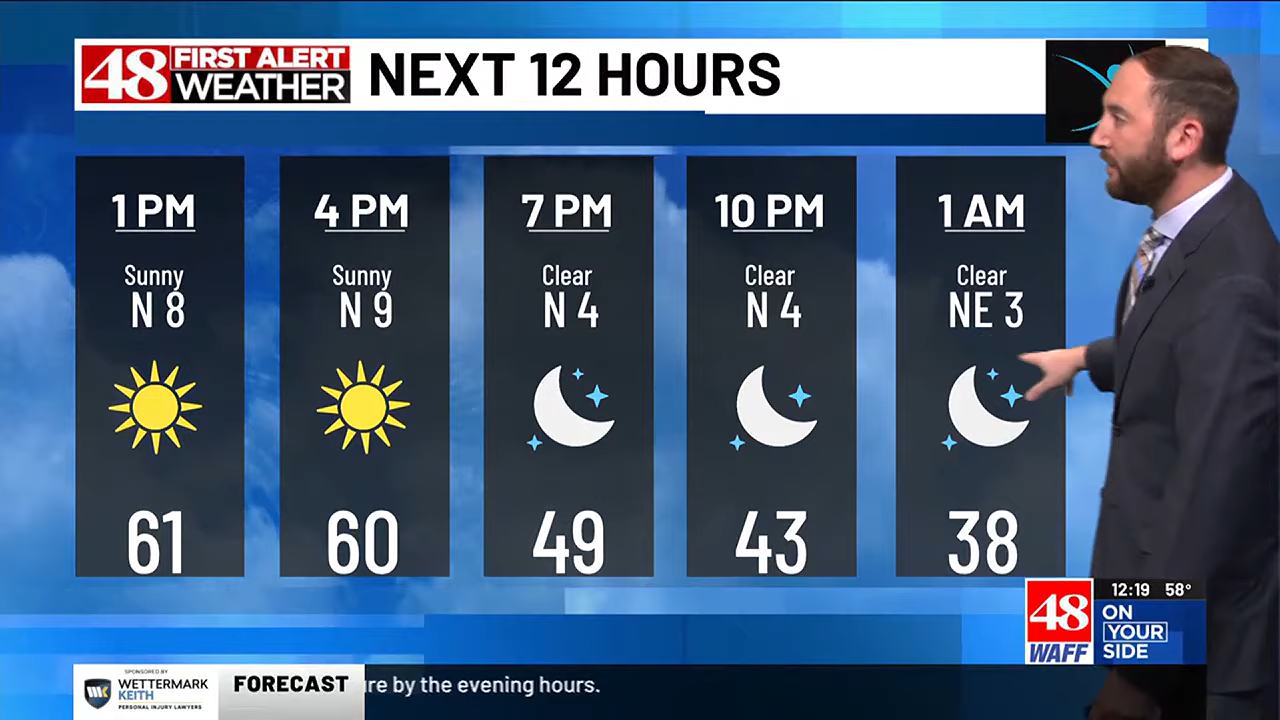 48 FIRST ALERT WEATHER
NEXT 12 HOURS
1 PM
Sunny
N 8
61
4 PM
Sunny
N 9
60
7 PM
Clear
N 4
49
10 PM
Clear
N 4
43
1 AM
Clear
NE 3
38
48
WAFF
12:19 58°
ON
YOUR
SIDE
SPONSORED BY
WK
WETTERMARK
KEITH
PERSONAL INJURY LAWYERS
FORECAST
by the evening hours.